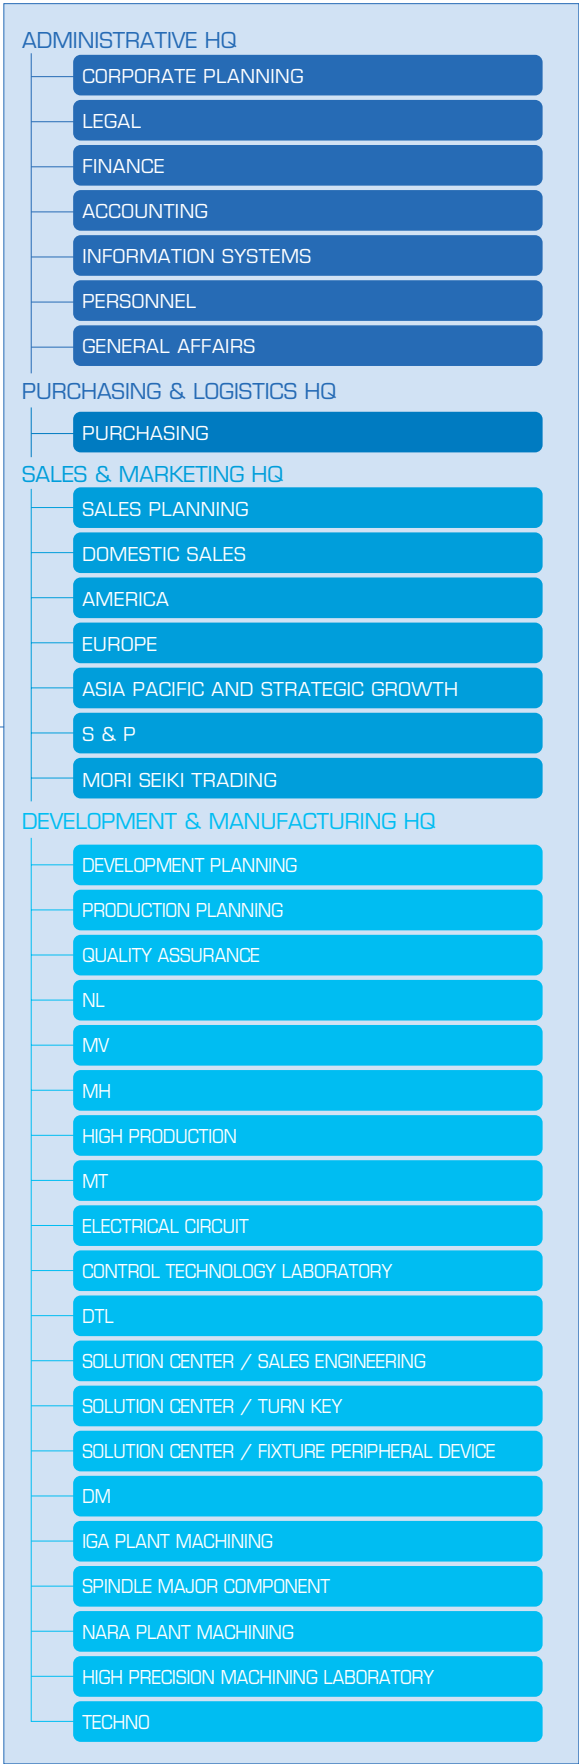 ADMINISTRATIVE HQ
CORPORATE PLANNING
LEGAL
FINANCE
ACCOUNTING
INFORMATION SYSTEMS
PERSONNEL
GENERAL AFFAIRS
PURCHASING & LOGISTICS HQ
PURCHASING
SALES & MARKETING HQ
SALES PLANNING
DOMESTIC SALES
AMERICA
EUROPE
ASIA PACIFIC AND STRATEGIC GROWTH
S & P
MORI SEIKI TRADING
DEVELOPMENT & MANUFACTURING HQ
DEVELOPMENT PLANNING
PRODUCTION PLANNING
QUALITY ASSURANCE
NL
MV
MH
HIGH PRODUCTION
MT
ELECTRICAL CIRCUIT
CONTROL TECHNOLOGY LABORATORY
DTL
SOLUTION CENTER / SALES ENGINEERING
SOLUTION CENTER / TURN KEY
SOLUTION CENTER / FIXTURE PERIPHERAL DEVICE
DM
IGA PLANT MACHINING
SPINDLE MAJOR COMPONENT
NARA PLANT MACHINING
HIGH PRECISION MACHINING LABORATORY
TECHNO